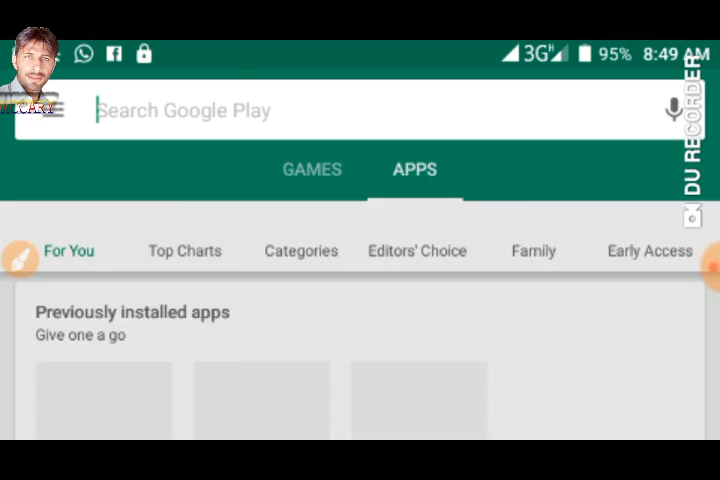 3G H 95% 8:49 AM
MUGARY
Search Google Play
DU RECORDER
GAMES APPS
For You Top Charts Categories Editors' Choice Family Early Access
Previously installed apps
Give one a go